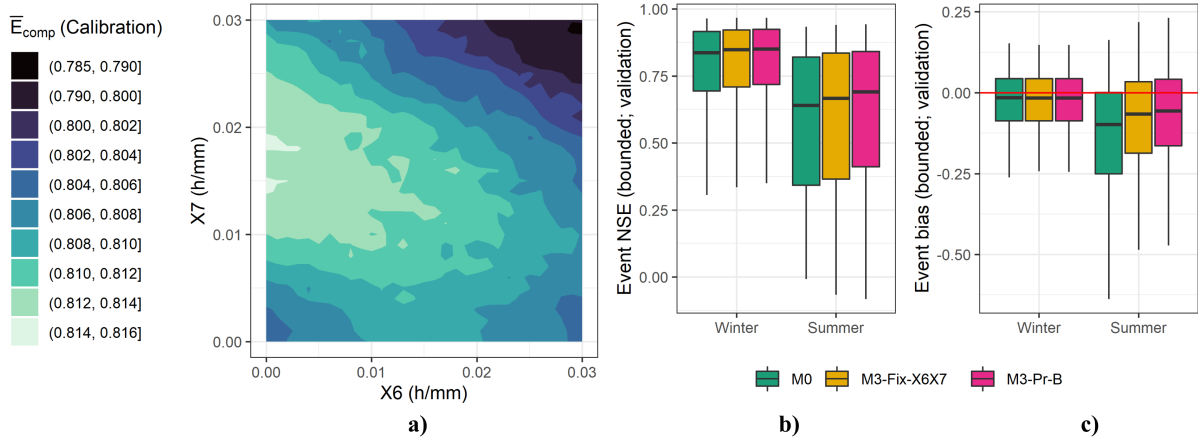 E̅comp (Calibration)
(0.785, 0.790]
(0.790, 0.800]
(0.800, 0.802]
(0.802, 0.804]
(0.804, 0.806]
(0.806, 0.808]
(0.808, 0.810]
(0.810, 0.812]
(0.812, 0.814]
(0.814, 0.816]
X7 (h/mm)
0.03
0.02
0.01
0.00
0.00
0.01
0.02
0.03
X6 (h/mm)
a)
Event NSE (bounded; validation)
1.00
0.75
0.50
0.25
0.00
Winter
Summer
b)
Event bias (bounded; validation)
0.25
0.00
-0.25
-0.50
Winter
Summer
M0
M3-Fix-X6X7
M3-Pr-B
c)